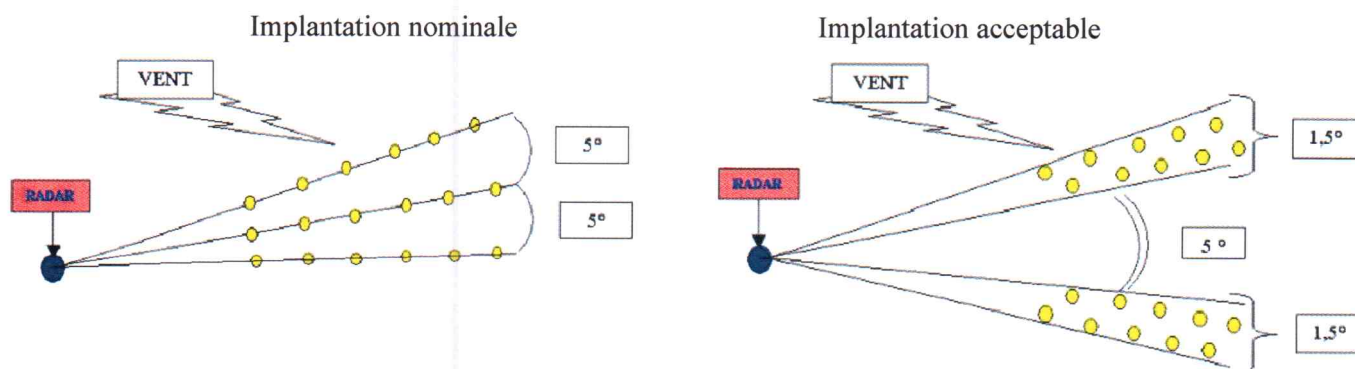 Implantation nominale
VENT
5°
RADAR
5°
Implantation acceptable
VENT
1,5°
RADAR
5 °
1,5°